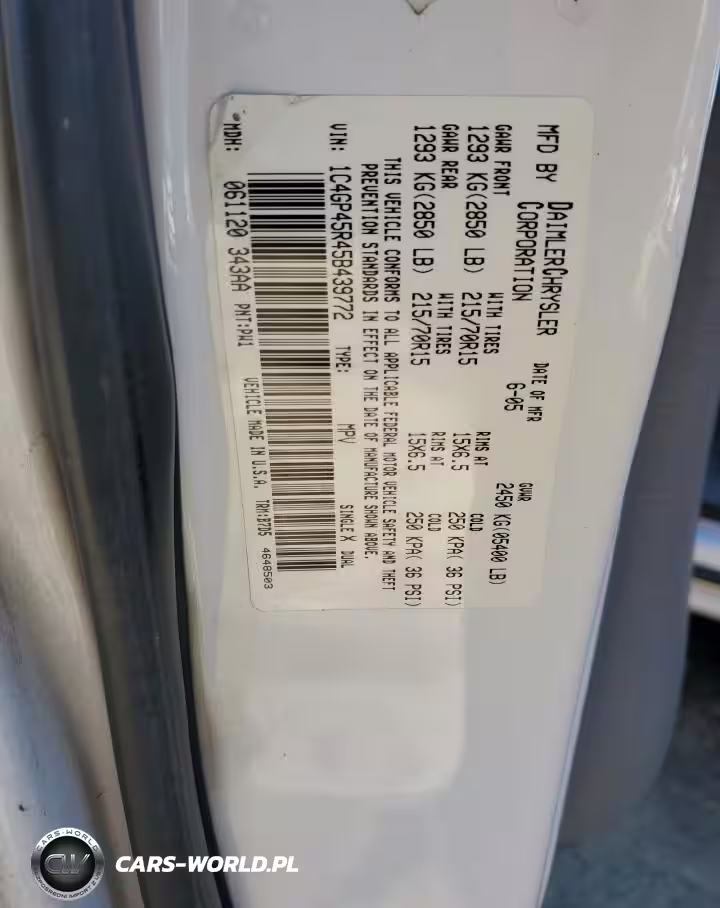 MFD BY DAIMLERCHRYSLER CORPORATION
DATE OF MFR
6-05
GVWR
2450 KG(05400 LB)
GAWR FRONT WITH TIRES RIMS AT COLD
1293 KG(2850 LB) 215/70R15 15X6.5 250 KPA( 36 PSI)
GAWR REAR WITH TIRES RIMS AT COLD
1293 KG(2850 LB) 215/70R15 15X6.5 250 KPA( 36 PSI)
THIS VEHICLE CONFORMS TO ALL APPLICABLE FEDERAL MOTOR VEHICLE SAFETY AND THEFT
PREVENTION STANDARDS IN EFFECT ON THE DATE OF MANUFACTURE SHOWN ABOVE.
VIN: 1C4GP45R45B439772 TYPE: MPV SINGLE X DUAL
*MDH: 061120 343AA PNT:PW1 VEHICLE MADE IN U.S.A. TRM:B7D5 4648503
CARS-WORLD
CW
CARS-WORLD.PL